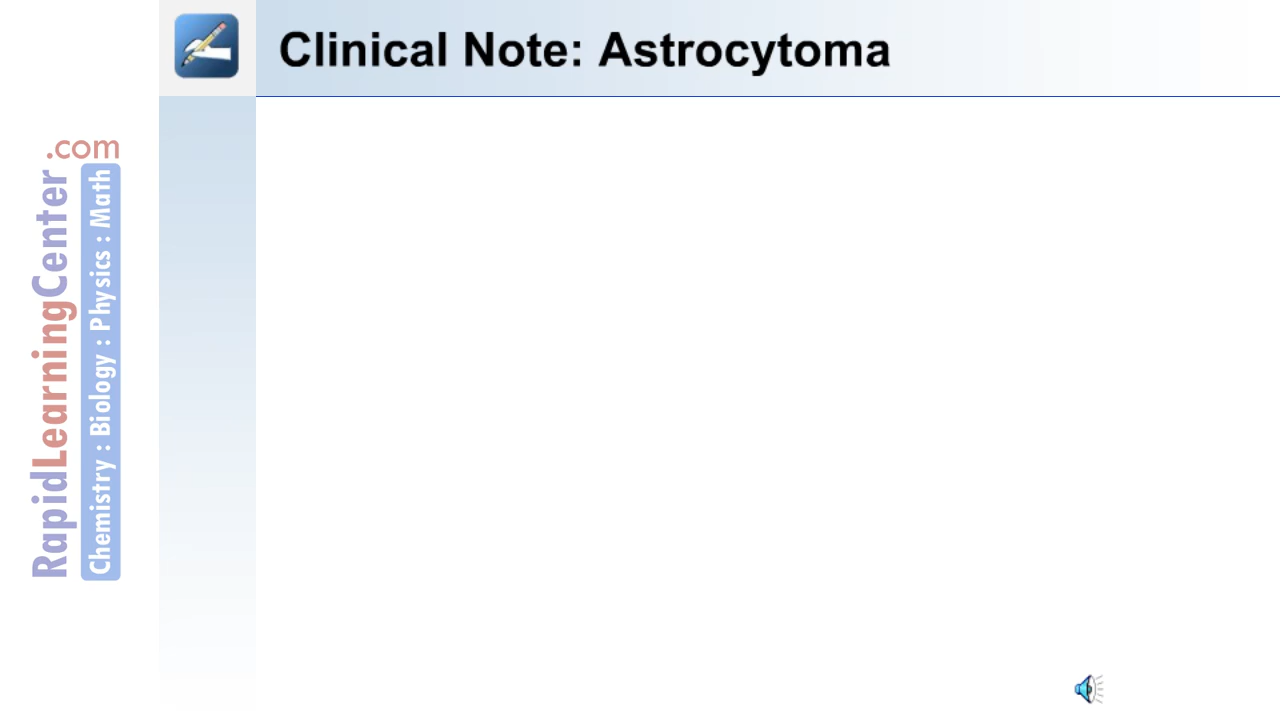 Clinical Note: Astrocytoma
RapidLearningCenter.com
Chemistry : Biology : Physics : Math